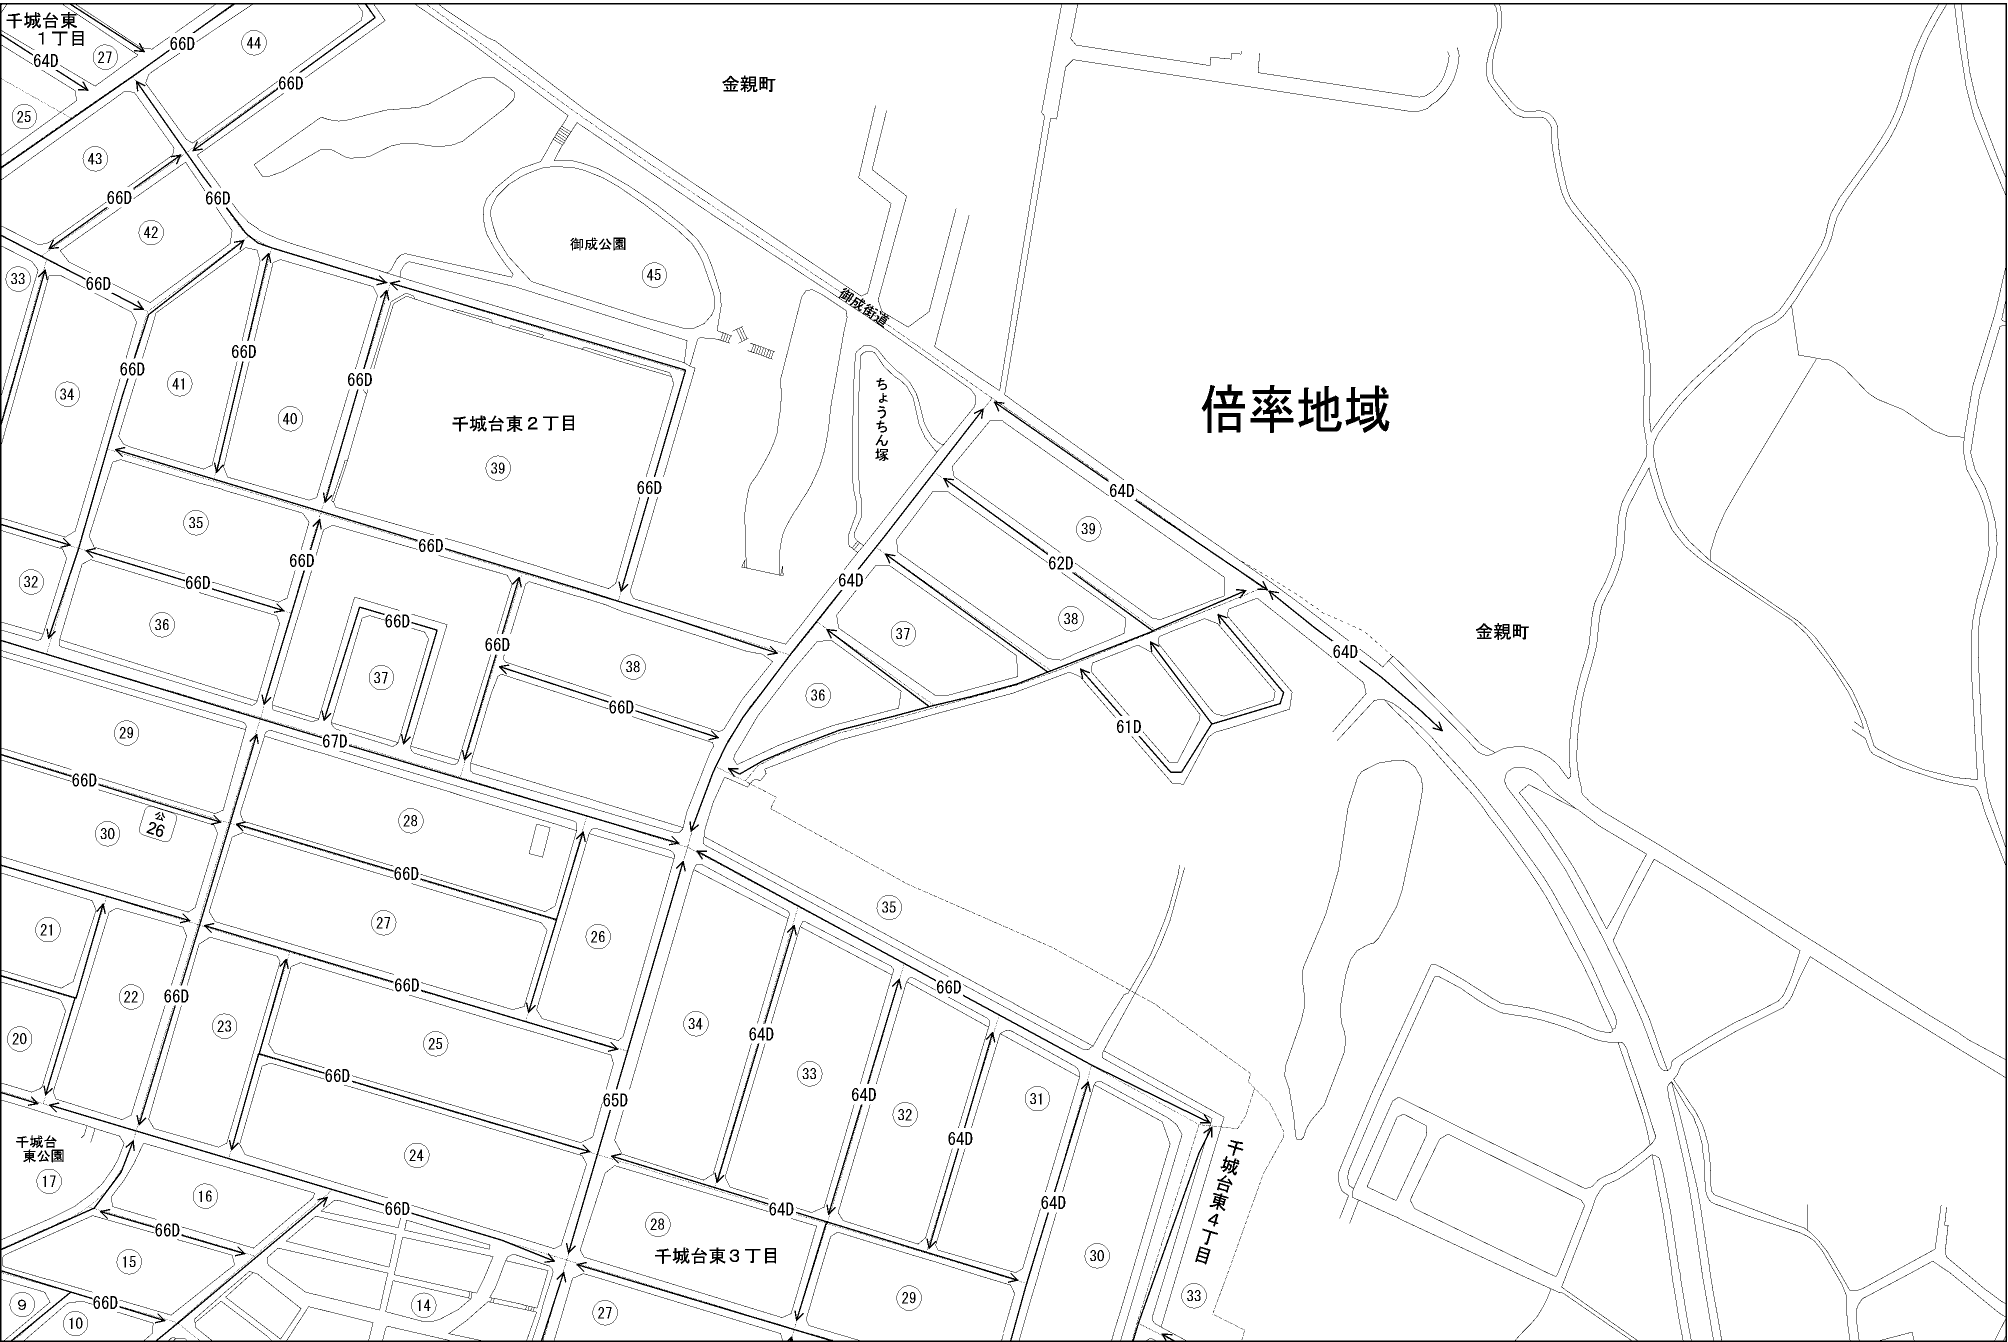 千城台東
１丁目
66D
44
27
64D
66D
25
43
金親町
66D
66D
42
御成公園
45
33
66D
御成街道
66D
66D
66D
41
34
40
千城台東２丁目
39
ちょうちん塚
倍率地域
66D
64D
35
66D
66D
39
62D
32
66D
64D
36
66D
66D
37
38
37
38
金親町
64D
36
66D
61D
29
67D
66D
公
26
30
28
66D
35
21
27
26
22
66D
66D
66D
23
20
25
34
64D
33
66D
65D
64D
32
31
64D
千城台
東公園
17
24
千城台東４丁目
16
66D
66D
64D
64D
28
千城台東３丁目
30
15
9
66D
10
14
27
29
33